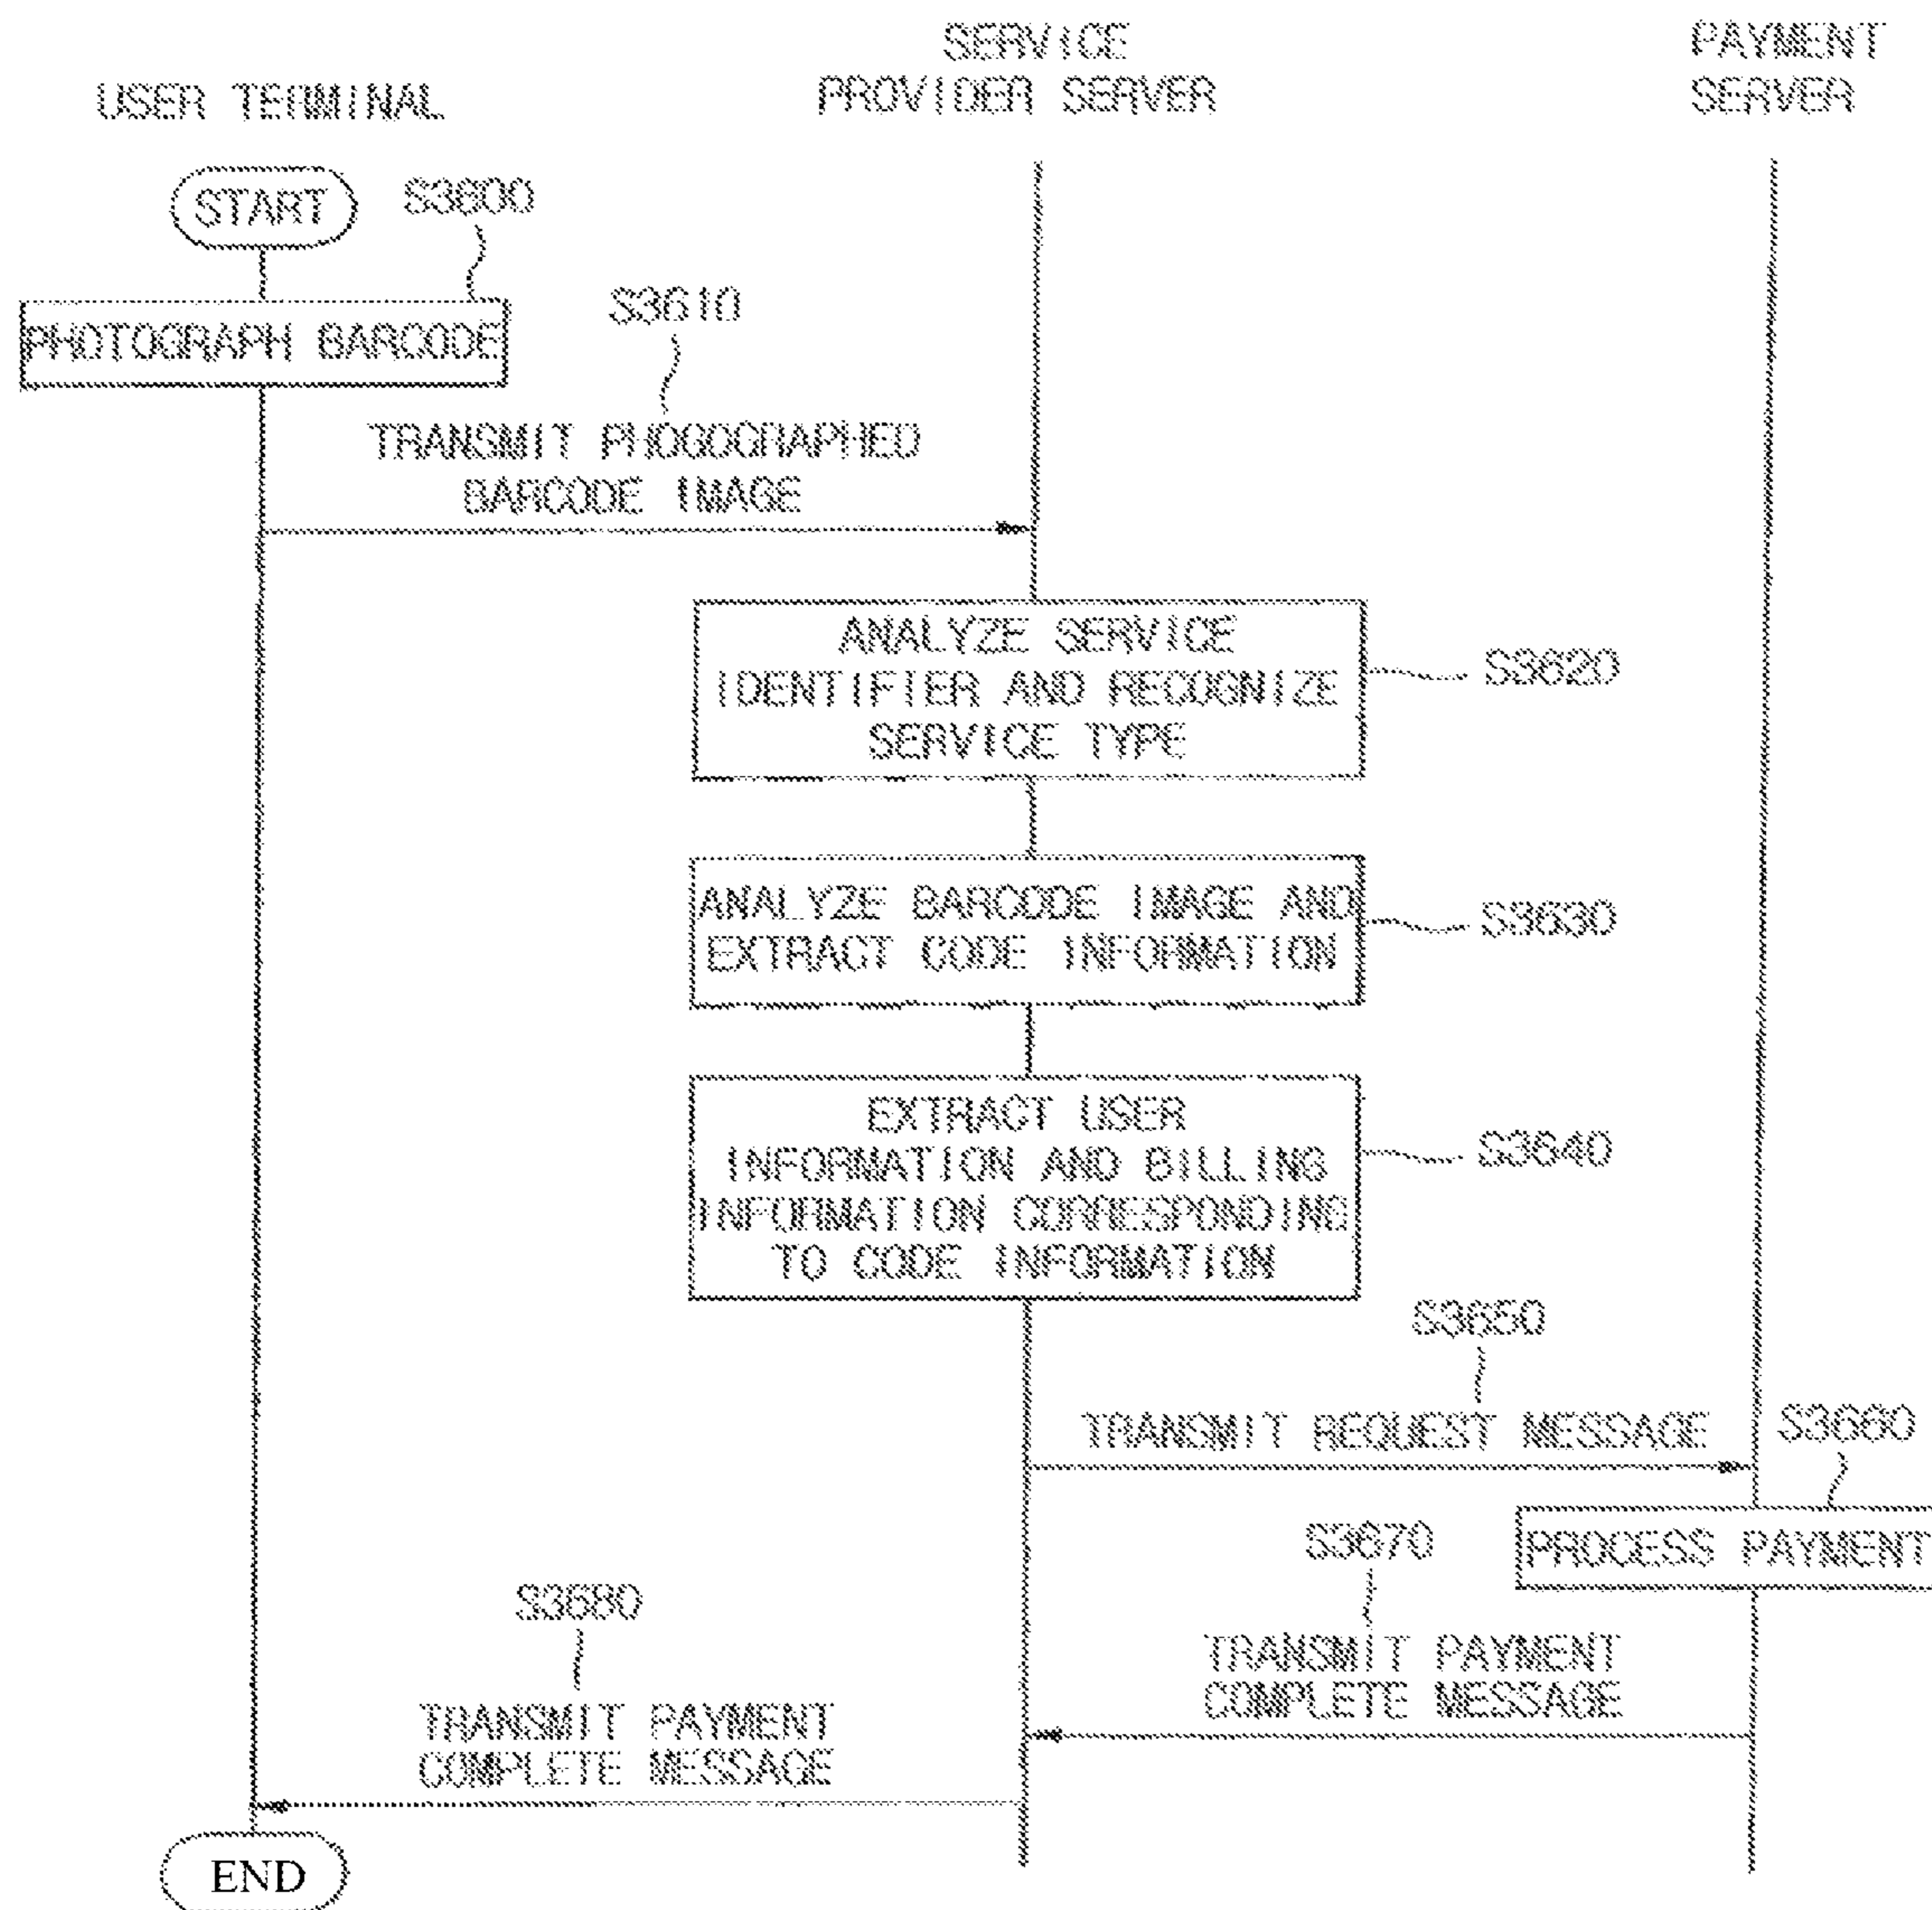 SERVICE
PROVIDER SERVER
PAYMENT
SERVER
USER TERMINAL
START
S3600
PHOTOGRAPH BARCODE
S3610
TRANSMIT PHOGOGRAPHED
BARCODE IMAGE
ANALYZE SERVICE
IDENTIFIER AND RECOGNIZE
SERVICE TYPE
S3620
ANALYZE BARCODE IMAGE AND
EXTRACT CODE INFORMATION
S3630
EXTRACT USER
INFORMATION AND BILLING
INFORMATION CORRESPONDING
TO CODE INFORMATION
S3640
S3650
TRANSMIT REQUEST MESSAGE
S3660
PROCESS PAYMENT
S3670
TRANSMIT PAYMENT
COMPLETE MESSAGE
S3680
TRANSMIT PAYMENT
COMPLETE MESSAGE
END